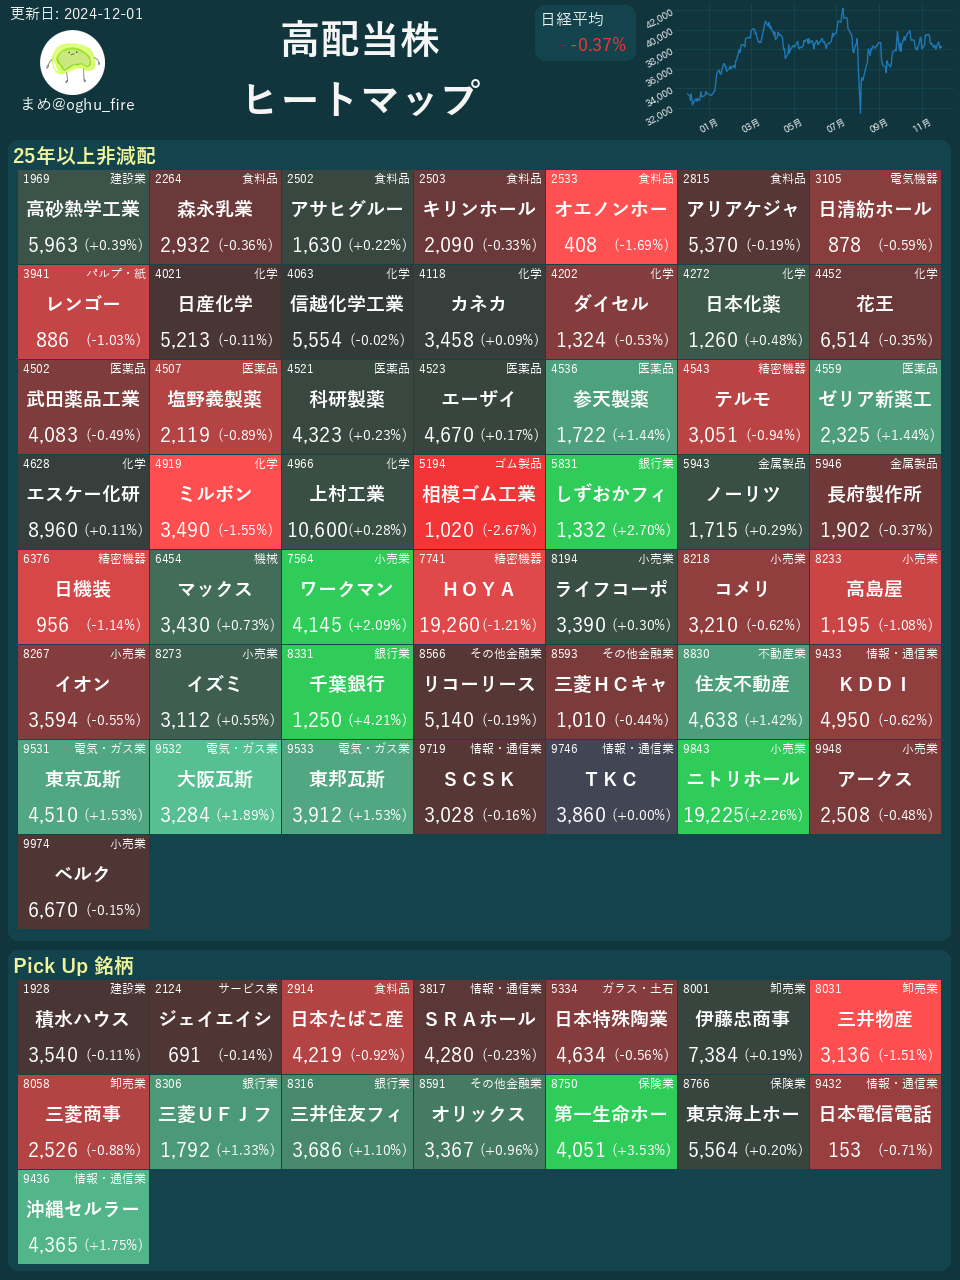 更新日: 2024-12-01
まめ@oghu_fire
高配当株
ヒートマップ
日経平均
-0.37%
42,000
40,000
38,000
36,000
34,000
32,000
01月 03月 05月 07月 09月 11月
25年以上非減配
1969 建設業 2264 食料品 2502 食料品 2503 食料品 2533 食料品 2815 食料品 3105 電気機器
高砂熱学工業 森永乳業 アサヒグルー キリンホール オエノンホー アリアケジャ 日清紡ホール
5,963 (+0.39%) 2,932 (-0.36%) 1,630 (+0.22%) 2,090 (-0.33%) 408 (-1.69%) 5,370 (-0.19%) 878 (-0.59%)
3941 パルプ・紙 4021 化学 4063 化学 4118 化学 4202 化学 4272 化学 4452 化学
レンゴー 日産化学 信越化学工業 カネカ ダイセル 日本化薬 花王
886 (-1.03%) 5,213 (-0.11%) 5,554 (-0.02%) 3,458 (+0.09%) 1,324 (-0.53%) 1,260 (+0.48%) 6,514 (-0.35%)
4502 医薬品 4507 医薬品 4521 医薬品 4523 医薬品 4536 医薬品 4543 精密機器 4559 医薬品
武田薬品工業 塩野義製薬 科研製薬 エーザイ 参天製薬 テルモ ゼリア新薬工
4,083 (-0.49%) 2,119 (-0.89%) 4,323 (+0.23%) 4,670 (+0.17%) 1,722 (+1.44%) 3,051 (-0.94%) 2,325 (+1.44%)
4628 化学 4919 化学 4966 化学 5194 ゴム製品 5831 銀行業 5943 金属製品 5946 金属製品
エスケー化研 ミルボン 上村工業 相模ゴム工業 しずおかフィ ノーリツ 長府製作所
8,960 (+0.11%) 3,490 (-1.55%) 10,600(+0.28%) 1,020 (-2.67%) 1,332 (+2.70%) 1,715 (+0.29%) 1,902 (-0.37%)
6376 精密機器 6454 機械 7564 小売業 7741 精密機器 8194 小売業 8218 小売業 8233 小売業
日機装 マックス ワークマン ＨＯＹＡ ライフコーポ コメリ 高島屋
956 (-1.14%) 3,430 (+0.73%) 4,145 (+2.09%) 19,260(-1.21%) 3,390 (+0.30%) 3,210 (-0.62%) 1,195 (-1.08%)
8267 小売業 8273 小売業 8331 銀行業 8566 その他金融業 8593 その他金融業 8830 不動産業 9433 情報・通信業
イオン イズミ 千葉銀行 リコーリース 三菱ＨＣキャ 住友不動産 ＫＤＤＩ
3,594 (-0.55%) 3,112 (+0.55%) 1,250 (+4.21%) 5,140 (-0.19%) 1,010 (-0.44%) 4,638 (+1.42%) 4,950 (-0.62%)
9531 電気・ガス業 9532 電気・ガス業 9533 電気・ガス業 9719 情報・通信業 9746 情報・通信業 9843 小売業 9948 小売業
東京瓦斯 大阪瓦斯 東邦瓦斯 ＳＣＳＫ ＴＫＣ ニトリホール アークス
4,510 (+1.53%) 3,284 (+1.89%) 3,912 (+1.53%) 3,028 (-0.16%) 3,860 (+0.00%) 19,225(+2.26%) 2,508 (-0.48%)
9974 小売業
ベルク
6,670 (-0.15%)
Pick Up 銘柄
1928 建設業 2124 サービス業 2914 食料品 3817 情報・通信業 5334 ガラス・土石 8001 卸売業 8031 卸売業
積水ハウス ジェイエイシ 日本たばこ産 ＳＲＡホール 日本特殊陶業 伊藤忠商事 三井物産
3,540 (-0.11%) 691 (-0.14%) 4,219 (-0.92%) 4,280 (-0.23%) 4,634 (-0.56%) 7,384 (+0.19%) 3,136 (-1.51%)
8058 卸売業 8306 銀行業 8316 銀行業 8591 その他金融業 8750 保険業 8766 保険業 9432 情報・通信業
三菱商事 三菱ＵＦＪフ 三井住友フィ オリックス 第一生命ホー 東京海上ホー 日本電信電話
2,526 (-0.88%) 1,792 (+1.33%) 3,686 (+1.10%) 3,367 (+0.96%) 4,051 (+3.53%) 5,564 (+0.20%) 153 (-0.71%)
9436 情報・通信業
沖縄セルラー
4,365 (+1.75%)